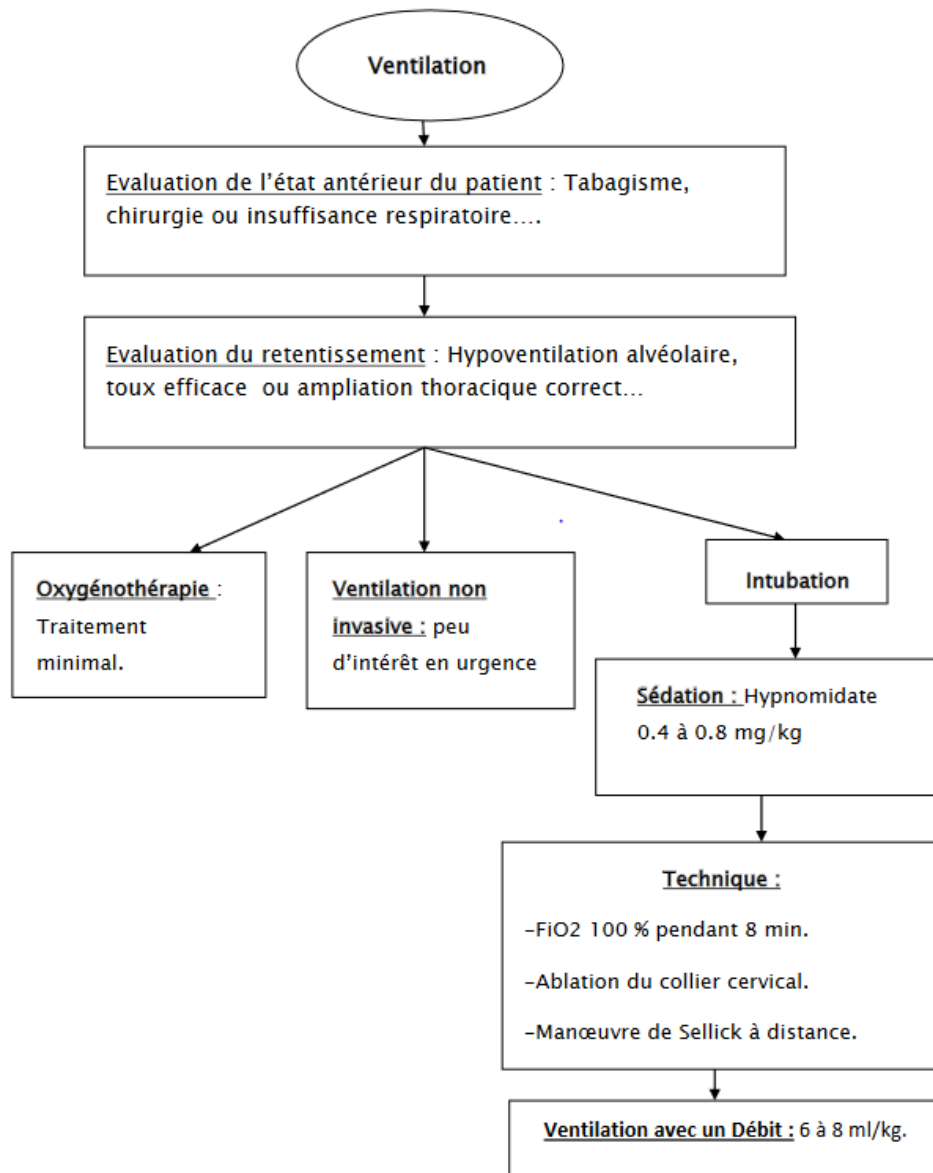 Ventilation
Evaluation de l'état antérieur du patient : Tabagisme,
chirurgie ou insuffisance respiratoire….
Evaluation du retentissement : Hypoventilation alvéolaire,
toux efficace ou ampliation thoracique correct…
Oxygénothérapie :
Traitement
minimal.
Ventilation non
invasive : peu
d'intérêt en urgence
Intubation
Sédation : Hypnomidate
0.4 à 0.8 mg/kg
Technique :
-FiO2 100 % pendant 8 min.
-Ablation du collier cervical.
-Manœuvre de Sellick à distance.
Ventilation avec un Débit : 6 à 8 ml/kg.